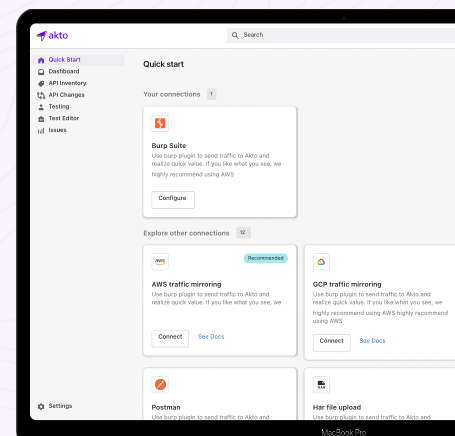 akto
Search
Quick Start
Dashboard
API Inventory
API Changes
Testing
Test Editor
Issues
Settings
Quick start
Your connections 1
Burp Suite
Use burp plugin to send traffic to Akto and
realize quick value. If you like what you see, we
highly recommend using AWS
Configure
Explore other connections 12
aws
Recommended
AWS traffic mirroring
Use burp plugin to send traffic to Akto and
realize quick value. If you like what you see, we
Connect See Docs
GCP traffic mirroring
Use burp plugin to send traffic to Akto and
realize quick value. If you like what you see, we
highly recommend using AWS highly recommend
using AWS
Connect See Docs
Postman
Use burp plugin to send traffic to Akto and
HAR
Har file upload
Use burp plugin to send traffic to Akto and
MacBook Pro